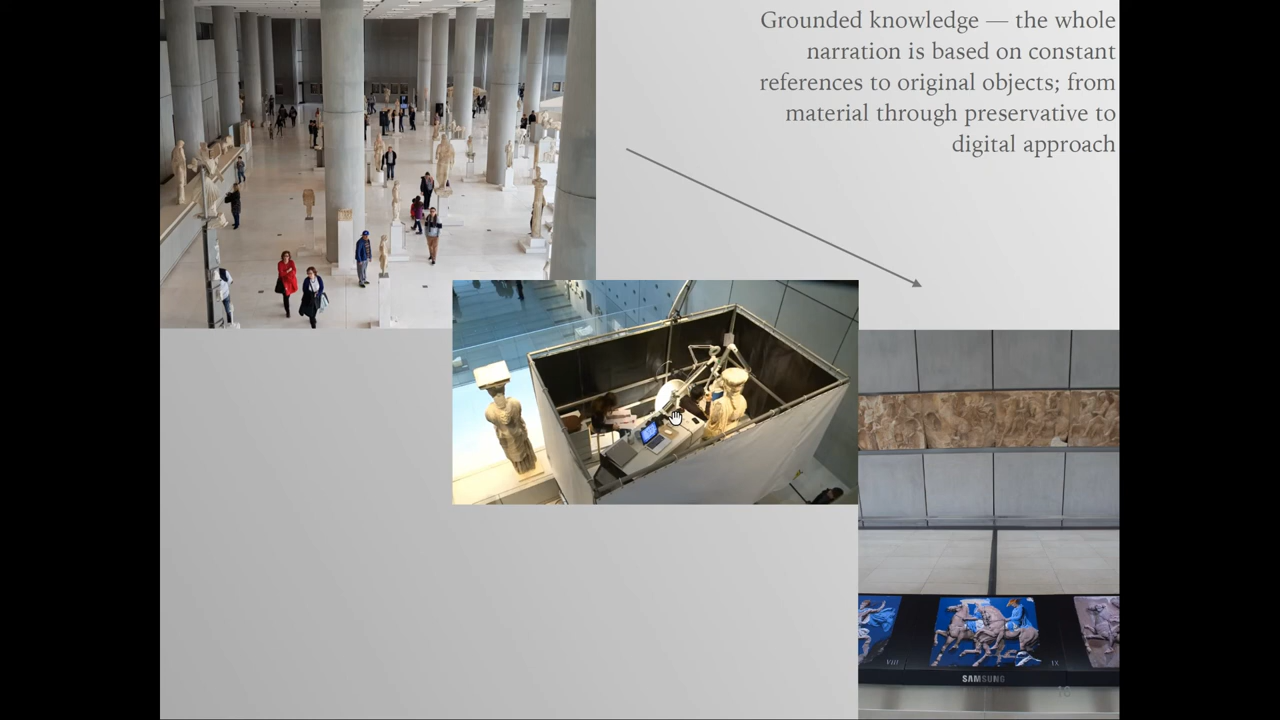 Grounded knowledge — the whole
narration is based on constant
references to original objects; from
material through preservative to
digital approach
VIII
IX
SAMSUNG
16